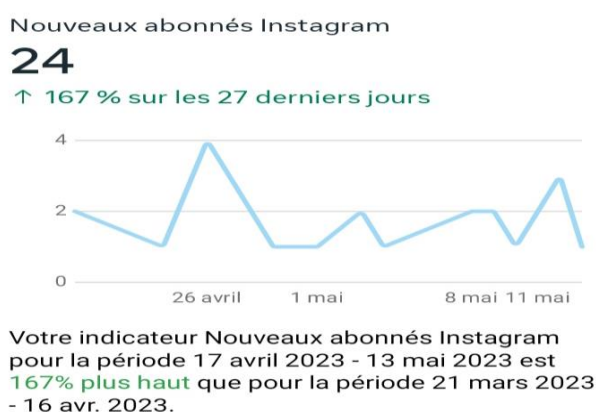 Nouveaux abonnés Instagram
24
↑ 167 % sur les 27 derniers jours
4
2
0
26 avril 1 mai 8 mai 11 mai
Votre indicateur Nouveaux abonnés Instagram
pour la période 17 avril 2023 - 13 mai 2023 est
167% plus haut que pour la période 21 mars 2023
- 16 avr. 2023.